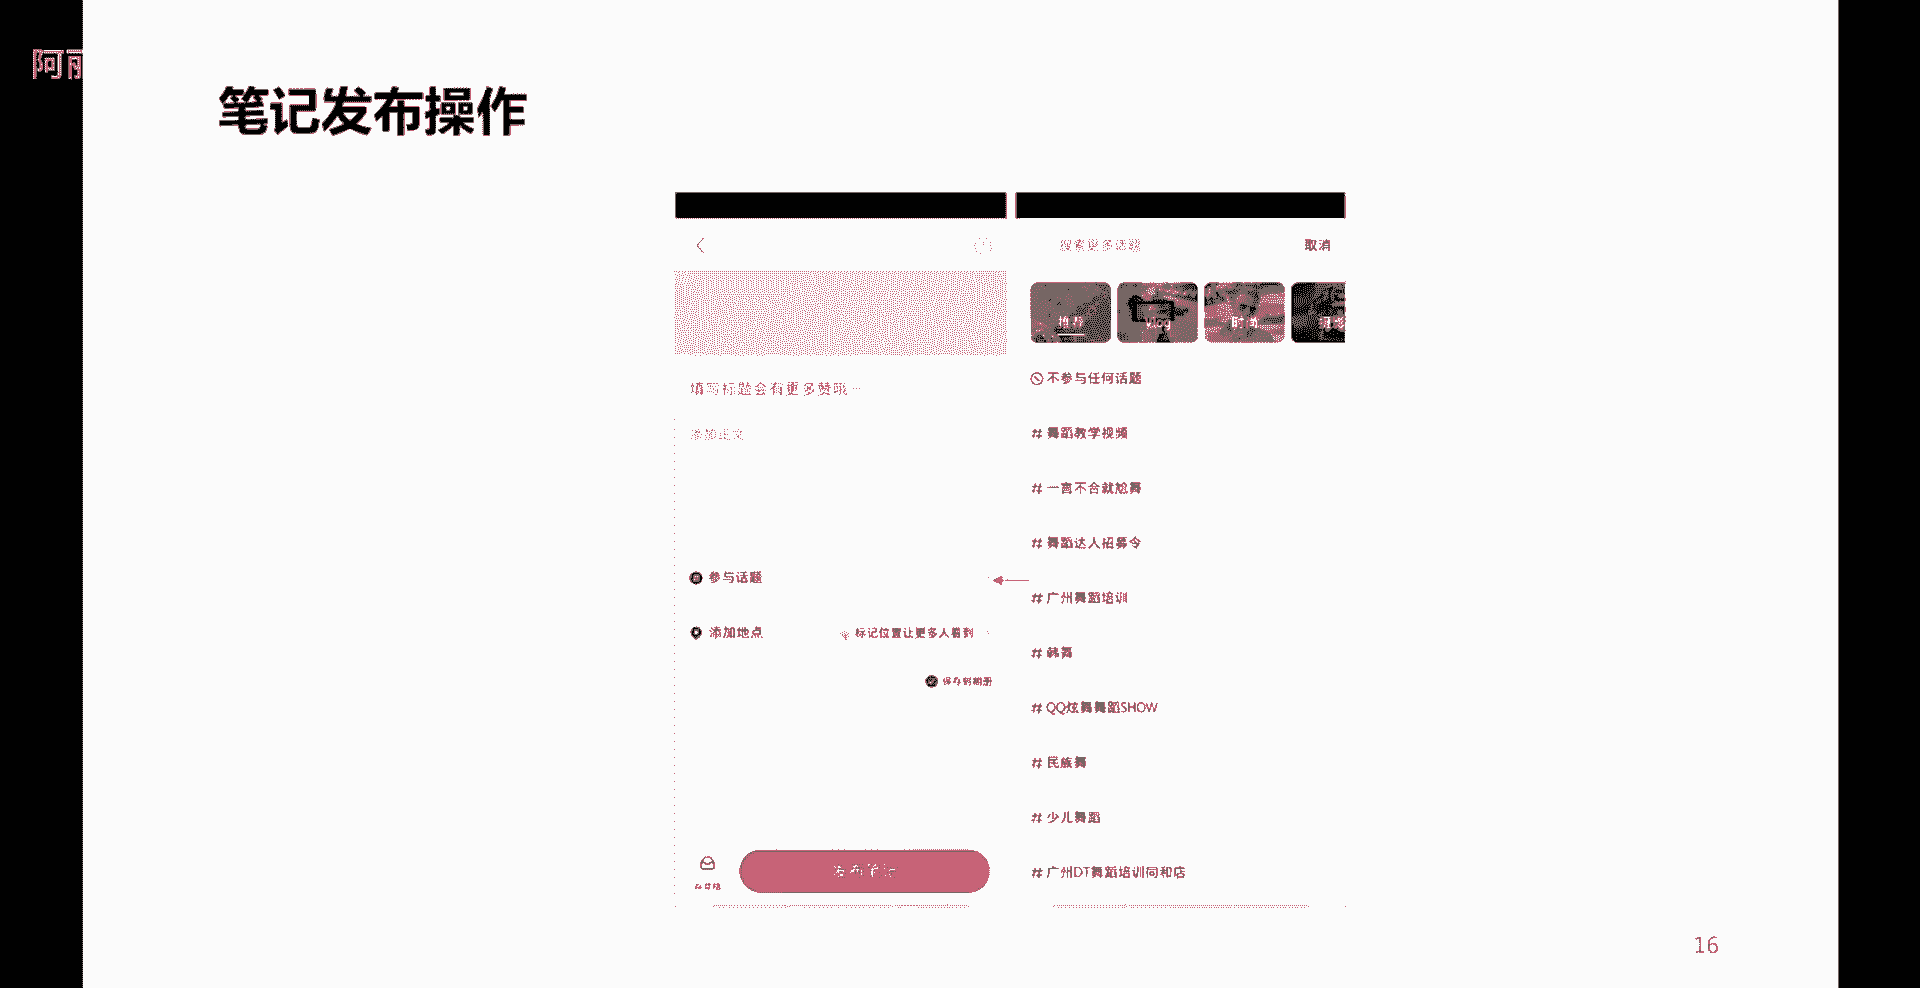 阿丽
笔记发布操作
搜索更多话题
取消
推荐
vlog
时尚
填写标题会有更多赞哦…
不参与任何话题
添加正文
# 舞蹈教学视频
# 一言不合就尬舞
# 舞蹈达人招募令
参与话题
# 广州舞蹈培训
添加地点
标记位置让更多人看到
# 韩舞
保存到相册
# QQ炫舞舞蹈SHOW
# 民族舞
# 少儿舞蹈
发布笔记
# 广州DT舞蹈培训同和店
存草稿
16